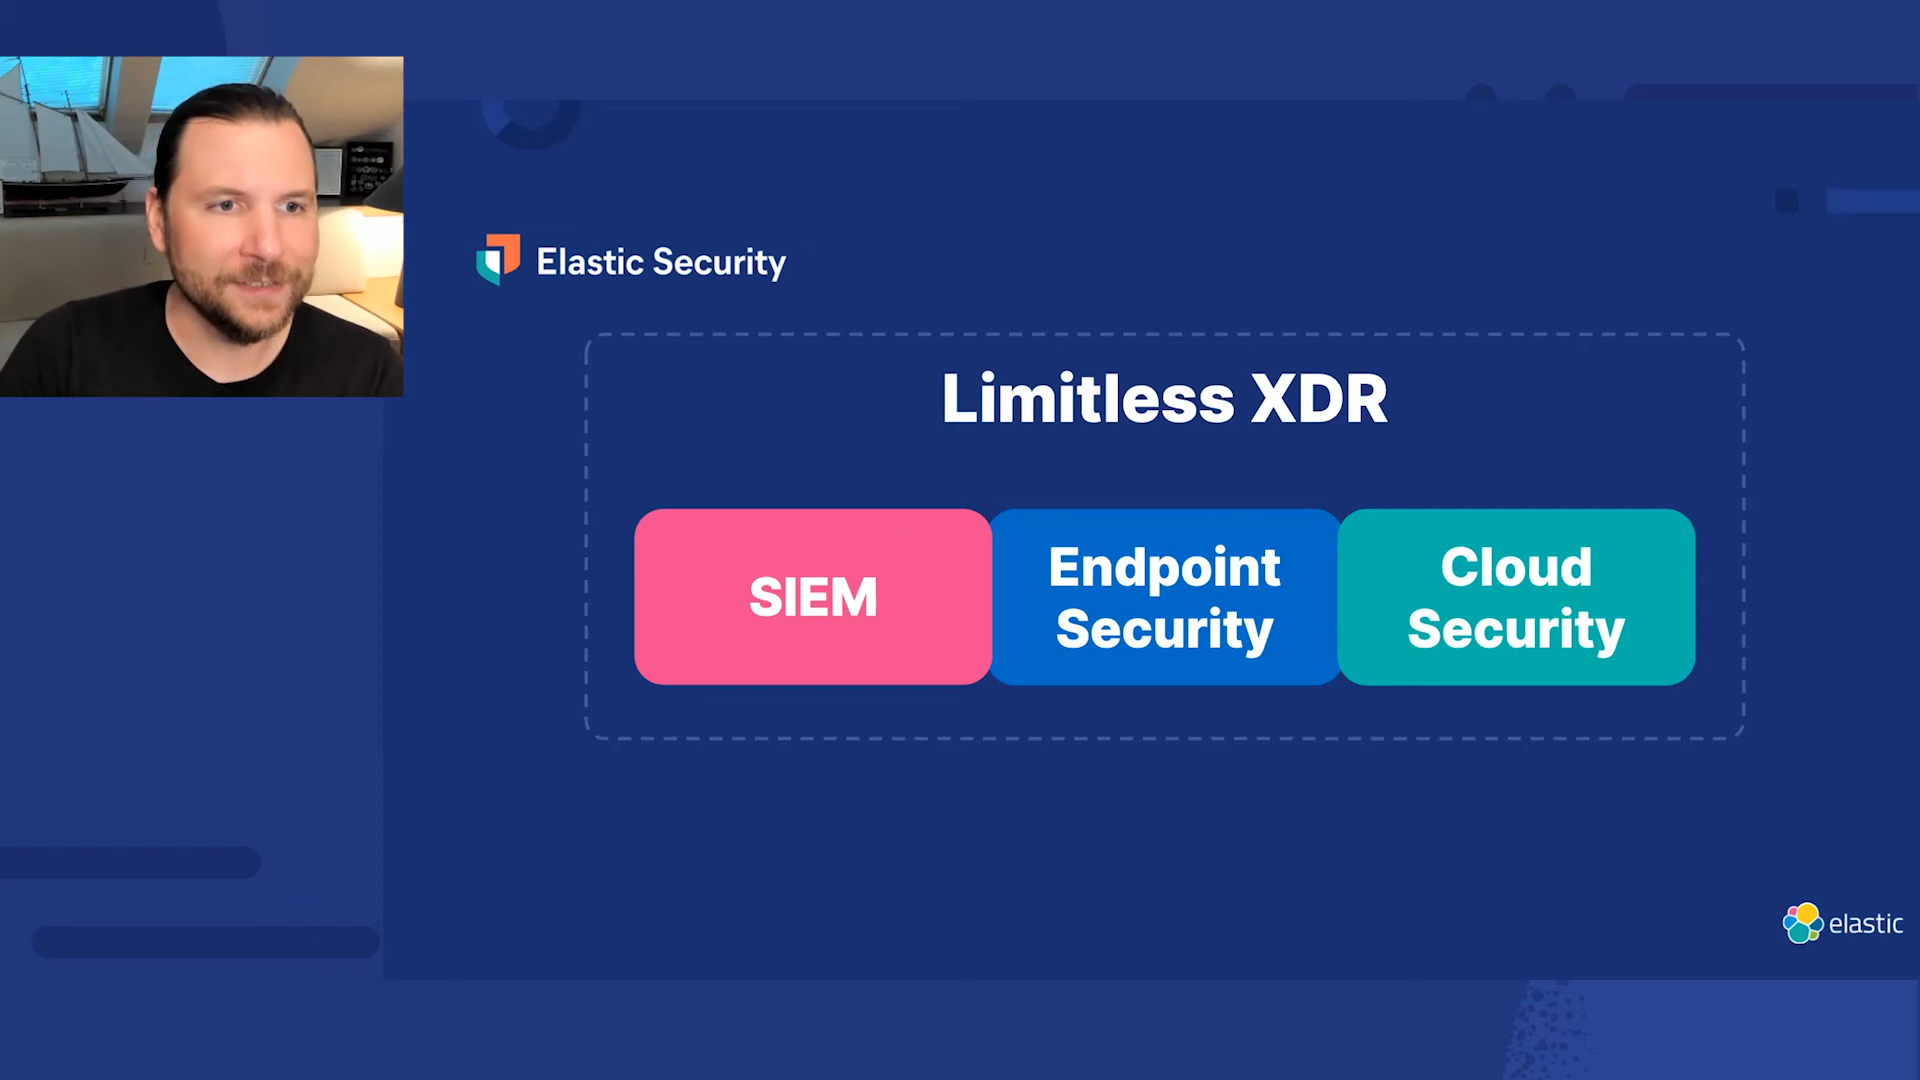 Elastic Security
Limitless XDR
SIEM
Endpoint
Security
Cloud
Security
elastic